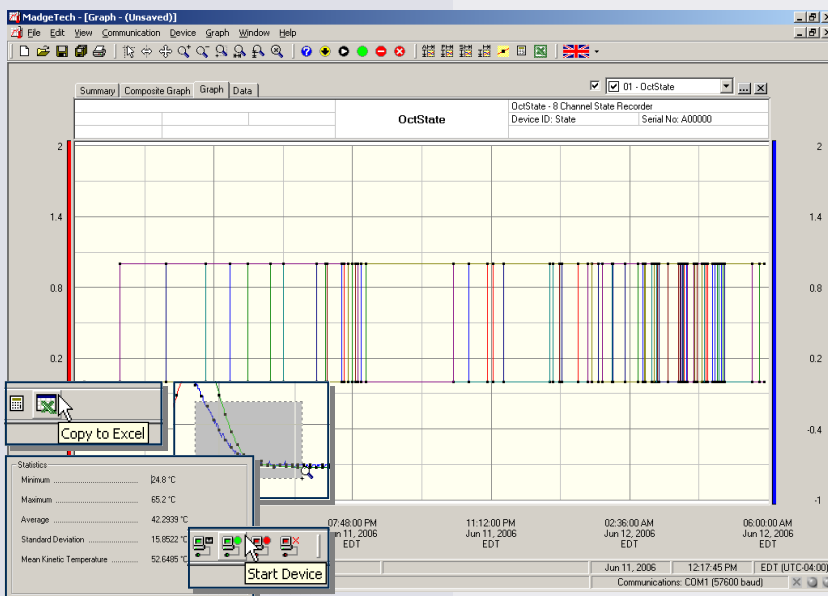 MadgeTech - [Graph - (Unsaved)]
File Edit View Communication Device Graph Window Help
Summary Composite Graph Graph Data
01 - OctState
...
OctState
OctState - 8 Channel State Recorder
Device ID: State Serial No: A00000
2 2
1.4 1.4
0.8 0.8
0.2 0.2
-0.4
-1
Copy to Excel
Statistics
Minimum 24.8 °C
Maximum 65.2 °C
Average 42.2939 °C
Standard Deviation 15.8522 °C
Mean Kinetic Temperature 52.6485 °C
Start Device
07:48:00 PM 11:12:00 PM 02:36:00 AM 06:00:00 AM
11, 2006 Jun 11, 2006 Jun 12, 2006 Jun 12, 2006
EDT EDT EDT EDT
Jun 11, 2006 12:17:45 PM EDT (UTC-04:00)
Communications: COM1 (57600 baud)